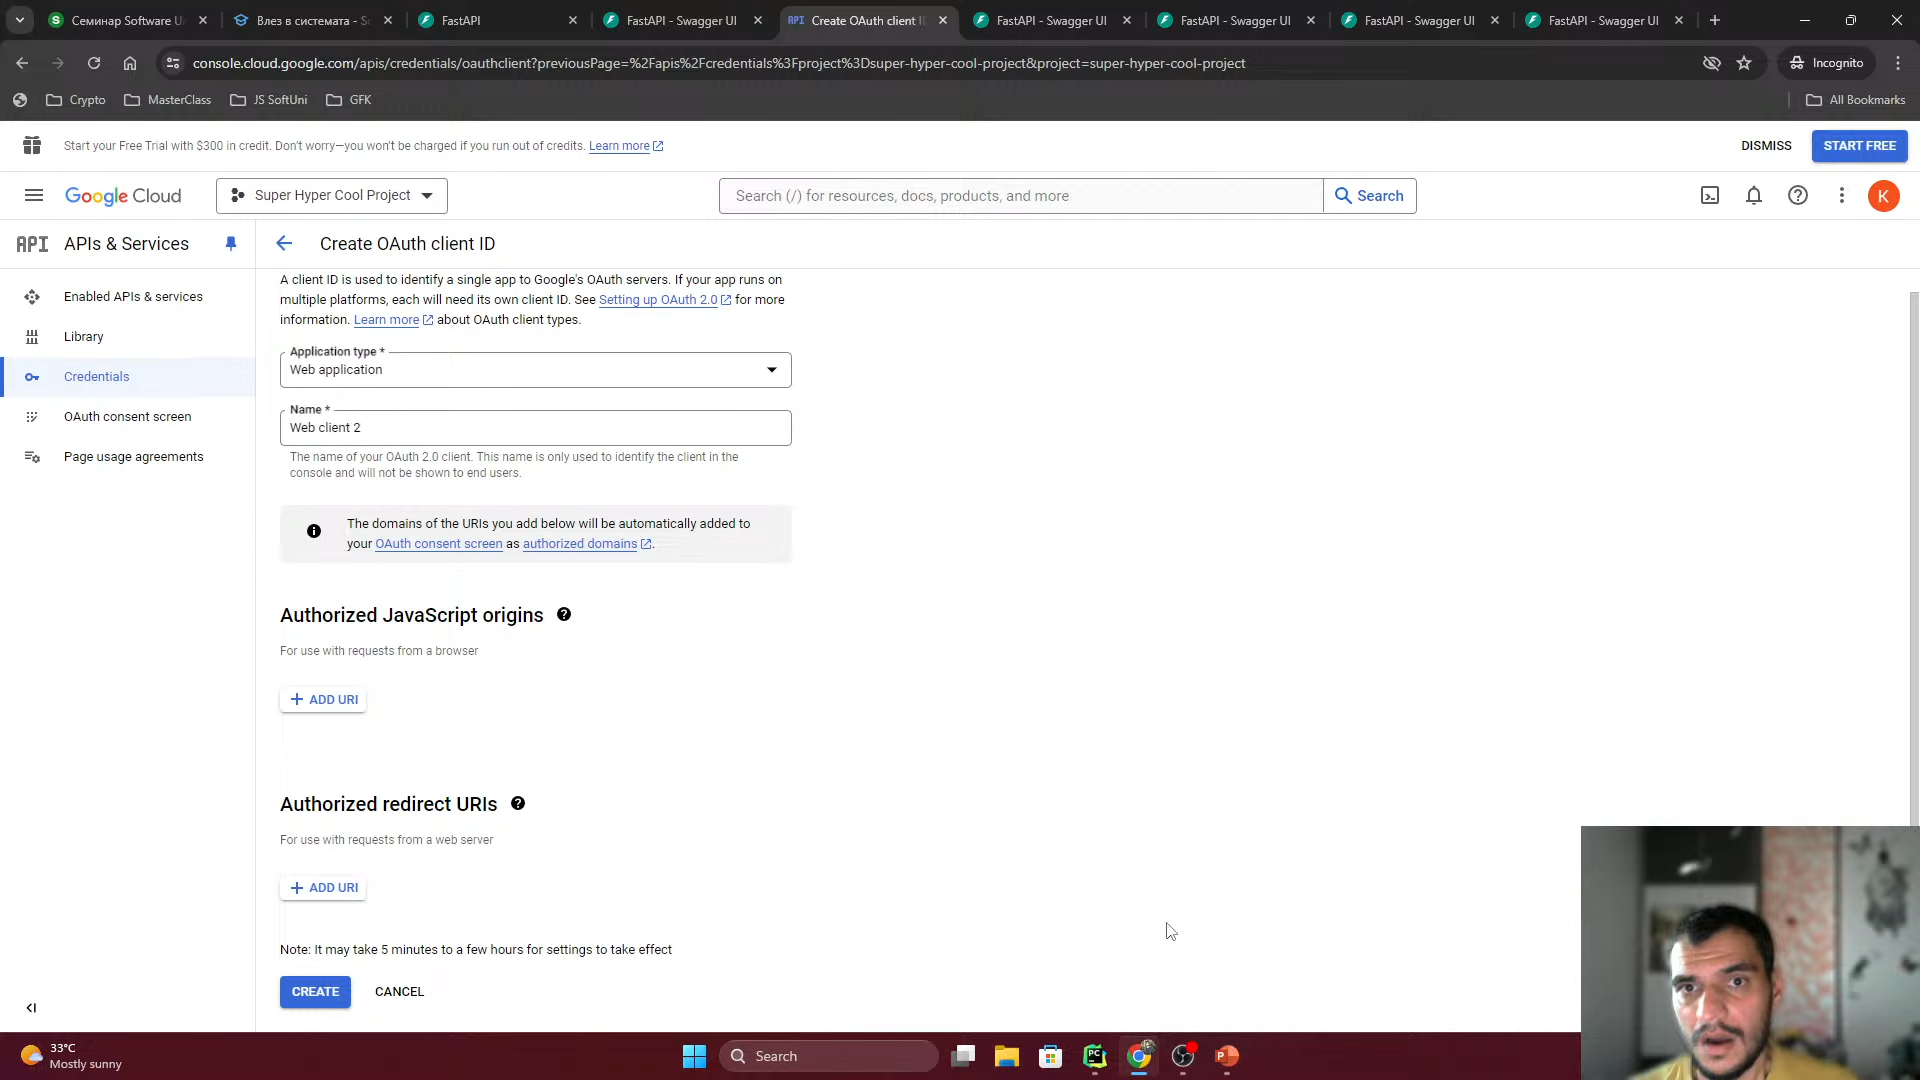 Семинар Software U
Влез в системата - So
FastAPI
FastAPI - Swagger UI
API Create OAuth client I
FastAPI - Swagger UI
FastAPI - Swagger UI
FastAPI - Swagger UI
FastAPI - Swagger UI
console.cloud.google.com/apis/credentials/oauthclient?previousPage=%2Fapis%2Fcredentials%3Fproject%3Dsuper-hyper-cool-project&project=super-hyper-cool-project
Incognito
Crypto
MasterClass
JS SoftUni
GFK
All Bookmarks
Start your Free Trial with $300 in credit. Don't worry—you won't be charged if you run out of credits. Learn more
DISMISS
START FREE
Google Cloud
Super Hyper Cool Project
Search (/) for resources, docs, products, and more
Search
K
API APIs & Services
Create OAuth client ID
Enabled APIs & services
Library
Credentials
OAuth consent screen
Page usage agreements
A client ID is used to identify a single app to Google's OAuth servers. If your app runs on
multiple platforms, each will need its own client ID. See Setting up OAuth 2.0 for more
information. Learn more about OAuth client types.
Application type *
Web application
Name *
Web client 2
The name of your OAuth 2.0 client. This name is only used to identify the client in the
console and will not be shown to end users.
The domains of the URIs you add below will be automatically added to
your OAuth consent screen as authorized domains.
Authorized JavaScript origins
For use with requests from a browser
+ ADD URI
Authorized redirect URIs
For use with requests from a web server
+ ADD URI
Note: It may take 5 minutes to a few hours for settings to take effect
CREATE
CANCEL
33°C
Mostly sunny
Search